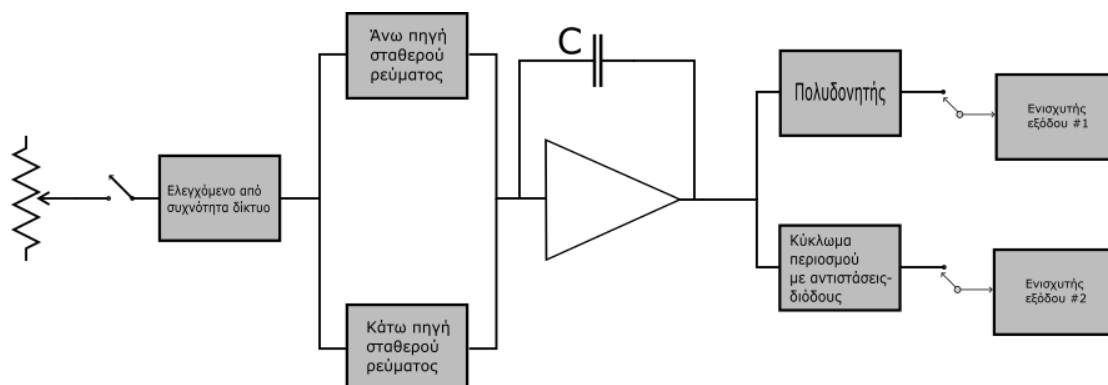 Άνω πηγή
σταθερού
ρεύματος
C
Πολυδονητής
Ενισχυτής
εξόδου #1
Ελεγχόμενο από
συχνότητα δίκτυο
Κύκλωμα
περιοσμού
με αντιστάσεις-
διόδους
Ενισχυτής
εξόδου #2
Κάτω πηγή
σταθερού
ρεύματος